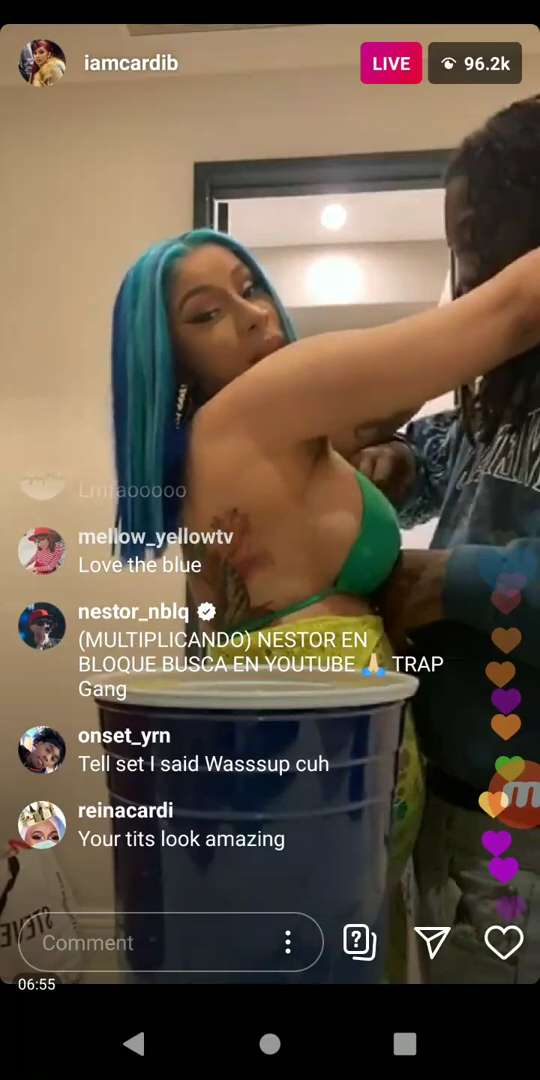 iamcardib
LIVE
96.2k
Lmfaooooo
mellow_yellowtv
Love the blue
nestor_nblq
(MULTIPLICANDO) NESTOR EN
BLOQUE BUSCA EN YOUTUBE 🙏 TRAP
Gang
onset_yrn
Tell set I said Wasssup cuh
reinacardi
Your tits look amazing
STEVE
Comment
06:55